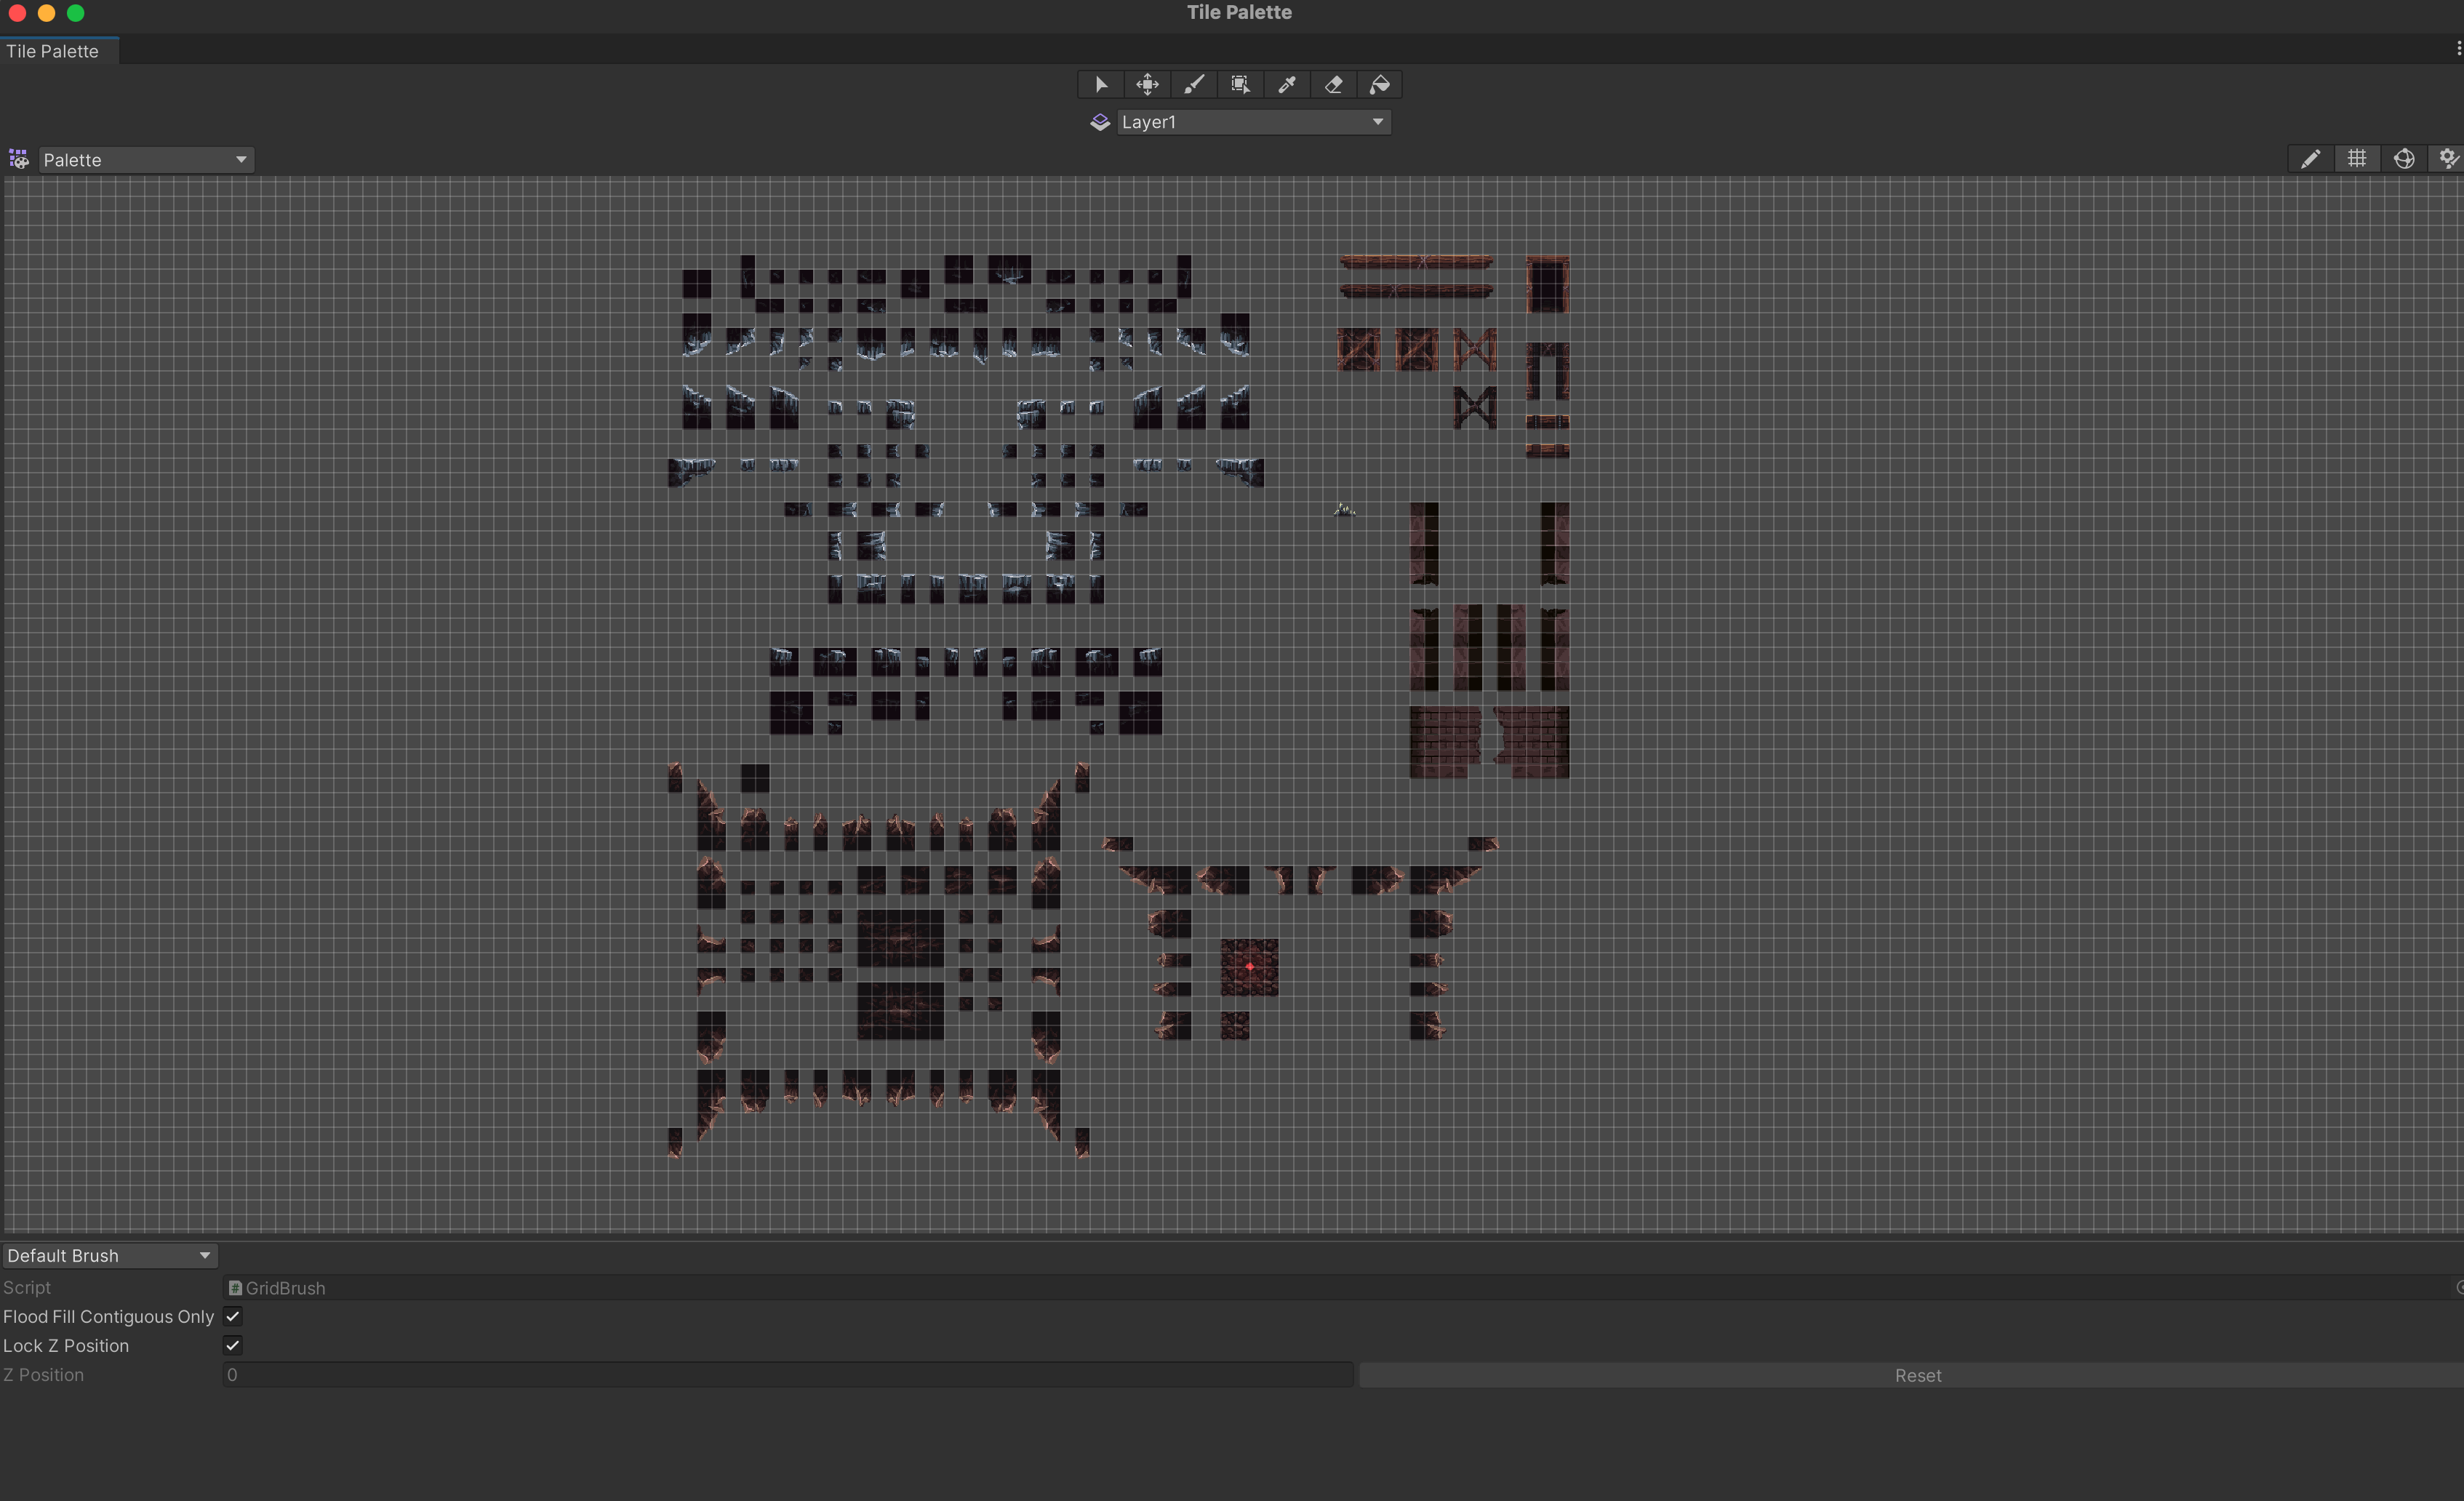 Tile Palette
Tile Palette
Layer1
Palette
Default Brush
Script
GridBrush
Flood Fill Contiguous Only
Lock Z Position
Z Position
0
Reset